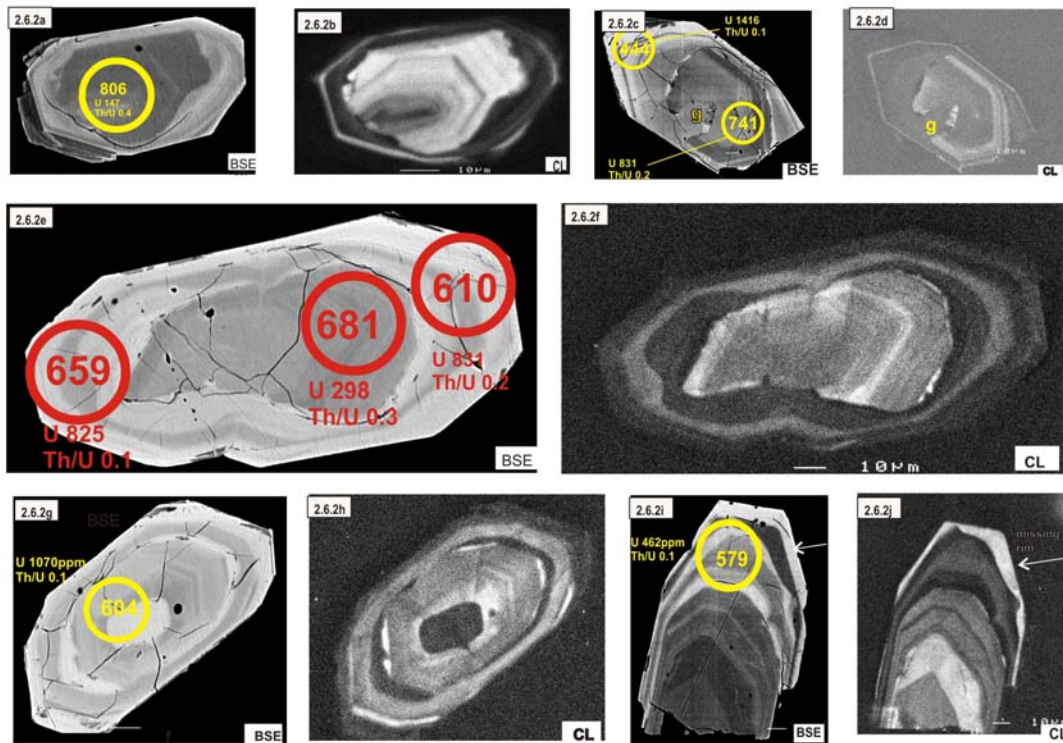 2.6.2a
806
U 147
Th/U 0.4
BSE
2.6.2b
10µm
CL
2.6.2c
U 1416
Th/U 0.1
444
g
741
U 831
Th/U 0.2
BSE
2.6.2d
g
CL
2.6.2e
659
U 825
Th/U 0.1
681
U 298
Th/U 0.3
610
U 831
Th/U 0.2
BSE
2.6.2f
10µm
CL
2.6.2g
BSE
U 1070ppm
Th/U 0.1
604
BSE
2.6.2h
CL
2.6.2i
U 462ppm
Th/U 0.1
579
BSE
2.6.2j
missing
rim
10µm